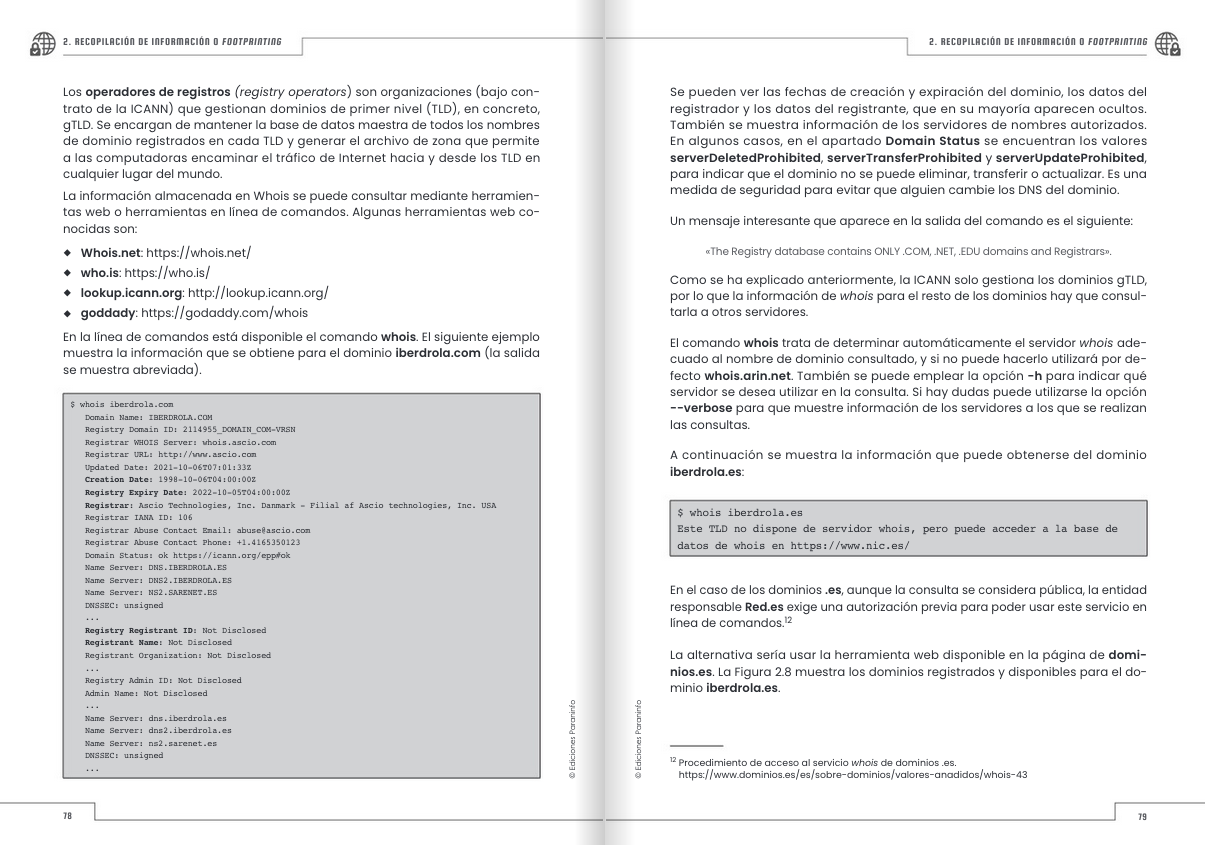 2. RECOPILACIÓN DE INFORMACIÓN O FOOTPRINTING
Los operadores de registros (registry operators) son organizaciones (bajo con-
trato de la ICANN) que gestionan dominios de primer nivel (TLD), en concreto,
gTLD. Se encargan de mantener la base de datos maestra de todos los nombres
de dominio registrados en cada TLD y generar el archivo de zona que permite
a las computadoras encaminar el tráfico de Internet hacia y desde los TLD en
cualquier lugar del mundo.
La información almacenada en Whois se puede consultar mediante herramien-
tas web o herramientas en línea de comandos. Algunas herramientas web co-
nocidas son:
◆ Whois.net: https://whois.net/
◆ who.is: https://who.is/
◆ lookup.icann.org: http://lookup.icann.org/
◆ goddady: https://godaddy.com/whois
En la línea de comandos está disponible el comando whois. El siguiente ejemplo
muestra la información que se obtiene para el dominio iberdrola.com (la salida
se muestra abreviada).
$ whois iberdrola.com
Domain Name: IBERDROLA.COM
Registry Domain ID: 2114955_DOMAIN_COM-VRSN
Registrar WHOIS Server: whois.ascio.com
Registrar URL: http://www.ascio.com
Updated Date: 2021-10-06T07:01:33Z
Creation Date: 1998-10-06T04:00:00Z
Registry Expiry Date: 2022-10-05T04:00:00Z
Registrar: Ascio Technologies, Inc. Danmark - Filial af Ascio technologies, Inc. USA
Registrar IANA ID: 106
Registrar Abuse Contact Email: abuse@ascio.com
Registrar Abuse Contact Phone: +1.4165350123
Domain Status: ok https://icann.org/epp#ok
Name Server: DNS.IBERDROLA.ES
Name Server: DNS2.IBERDROLA.ES
Name Server: NS2.SARENET.ES
DNSSEC: unsigned
...
Registry Registrant ID: Not Disclosed
Registrant Name: Not Disclosed
Registrant Organization: Not Disclosed
...
Registry Admin ID: Not Disclosed
Admin Name: Not Disclosed
...
Name Server: dns.iberdrola.es
Name Server: dns2.iberdrola.es
Name Server: ns2.sarenet.es
DNSSEC: unsigned
...
© Ediciones Paraninfo
78
2. RECOPILACIÓN DE INFORMACIÓN O FOOTPRINTING
Se pueden ver las fechas de creación y expiración del dominio, los datos del
registrador y los datos del registrante, que en su mayoría aparecen ocultos.
También se muestra información de los servidores de nombres autorizados.
En algunos casos, en el apartado Domain Status se encuentran los valores
serverDeletedProhibited, serverTransferProhibited y serverUpdateProhibited,
para indicar que el dominio no se puede eliminar, transferir o actualizar. Es una
medida de seguridad para evitar que alguien cambie los DNS del dominio.
Un mensaje interesante que aparece en la salida del comando es el siguiente:
«The Registry database contains ONLY .COM, .NET, .EDU domains and Registrars».
Como se ha explicado anteriormente, la ICANN solo gestiona los dominios gTLD,
por lo que la información de whois para el resto de los dominios hay que consul-
tarla a otros servidores.
El comando whois trata de determinar automáticamente el servidor whois ade-
cuado al nombre de dominio consultado, y si no puede hacerlo utilizará por de-
fecto whois.arin.net. También se puede emplear la opción -h para indicar qué
servidor se desea utilizar en la consulta. Si hay dudas puede utilizarse la opción
--verbose para que muestre información de los servidores a los que se realizan
las consultas.
A continuación se muestra la información que puede obtenerse del dominio
iberdrola.es:
$ whois iberdrola.es
Este TLD no dispone de servidor whois, pero puede acceder a la base de
datos de whois en https://www.nic.es/
En el caso de los dominios .es, aunque la consulta se considera pública, la entidad
responsable Red.es exige una autorización previa para poder usar este servicio en
línea de comandos.12
La alternativa sería usar la herramienta web disponible en la página de domi-
nios.es. La Figura 2.8 muestra los dominios registrados y disponibles para el do-
minio iberdrola.es.
12 Procedimiento de acceso al servicio whois de dominios .es.
https://www.dominios.es/es/sobre-dominios/valores-anadidos/whois-43
© Ediciones Paraninfo
79